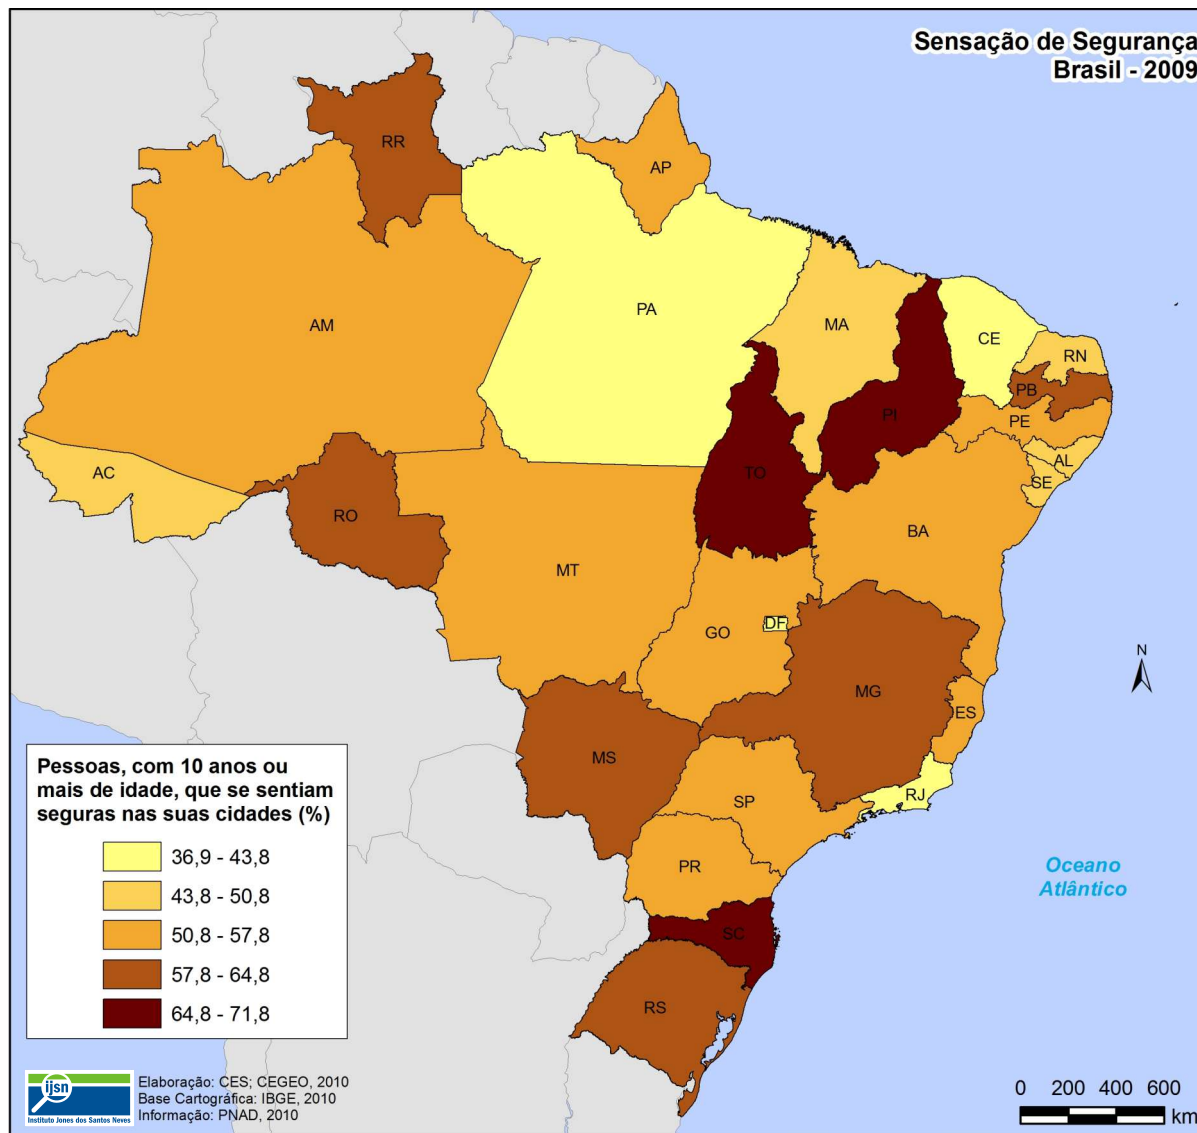 Sensação de Segurança
Brasil - 2009
RR
AP
AM
PA
MA
CE
RN
PB
PI
PE
AC
TO
AL
SE
RO
BA
MT
DF
GO
N
MG
ES
MS
RJ
SP
PR
SC
RS
Oceano
Atlântico
Pessoas, com 10 anos ou
mais de idade, que se sentiam
seguras nas suas cidades (%)
36,9 - 43,8
43,8 - 50,8
50,8 - 57,8
57,8 - 64,8
64,8 - 71,8
ijsn
Instituto Jones dos Santos Neves
Elaboração: CES; CEGEO, 2010
Base Cartográfica: IBGE, 2010
Informação: PNAD, 2010
0 200 400 600
km